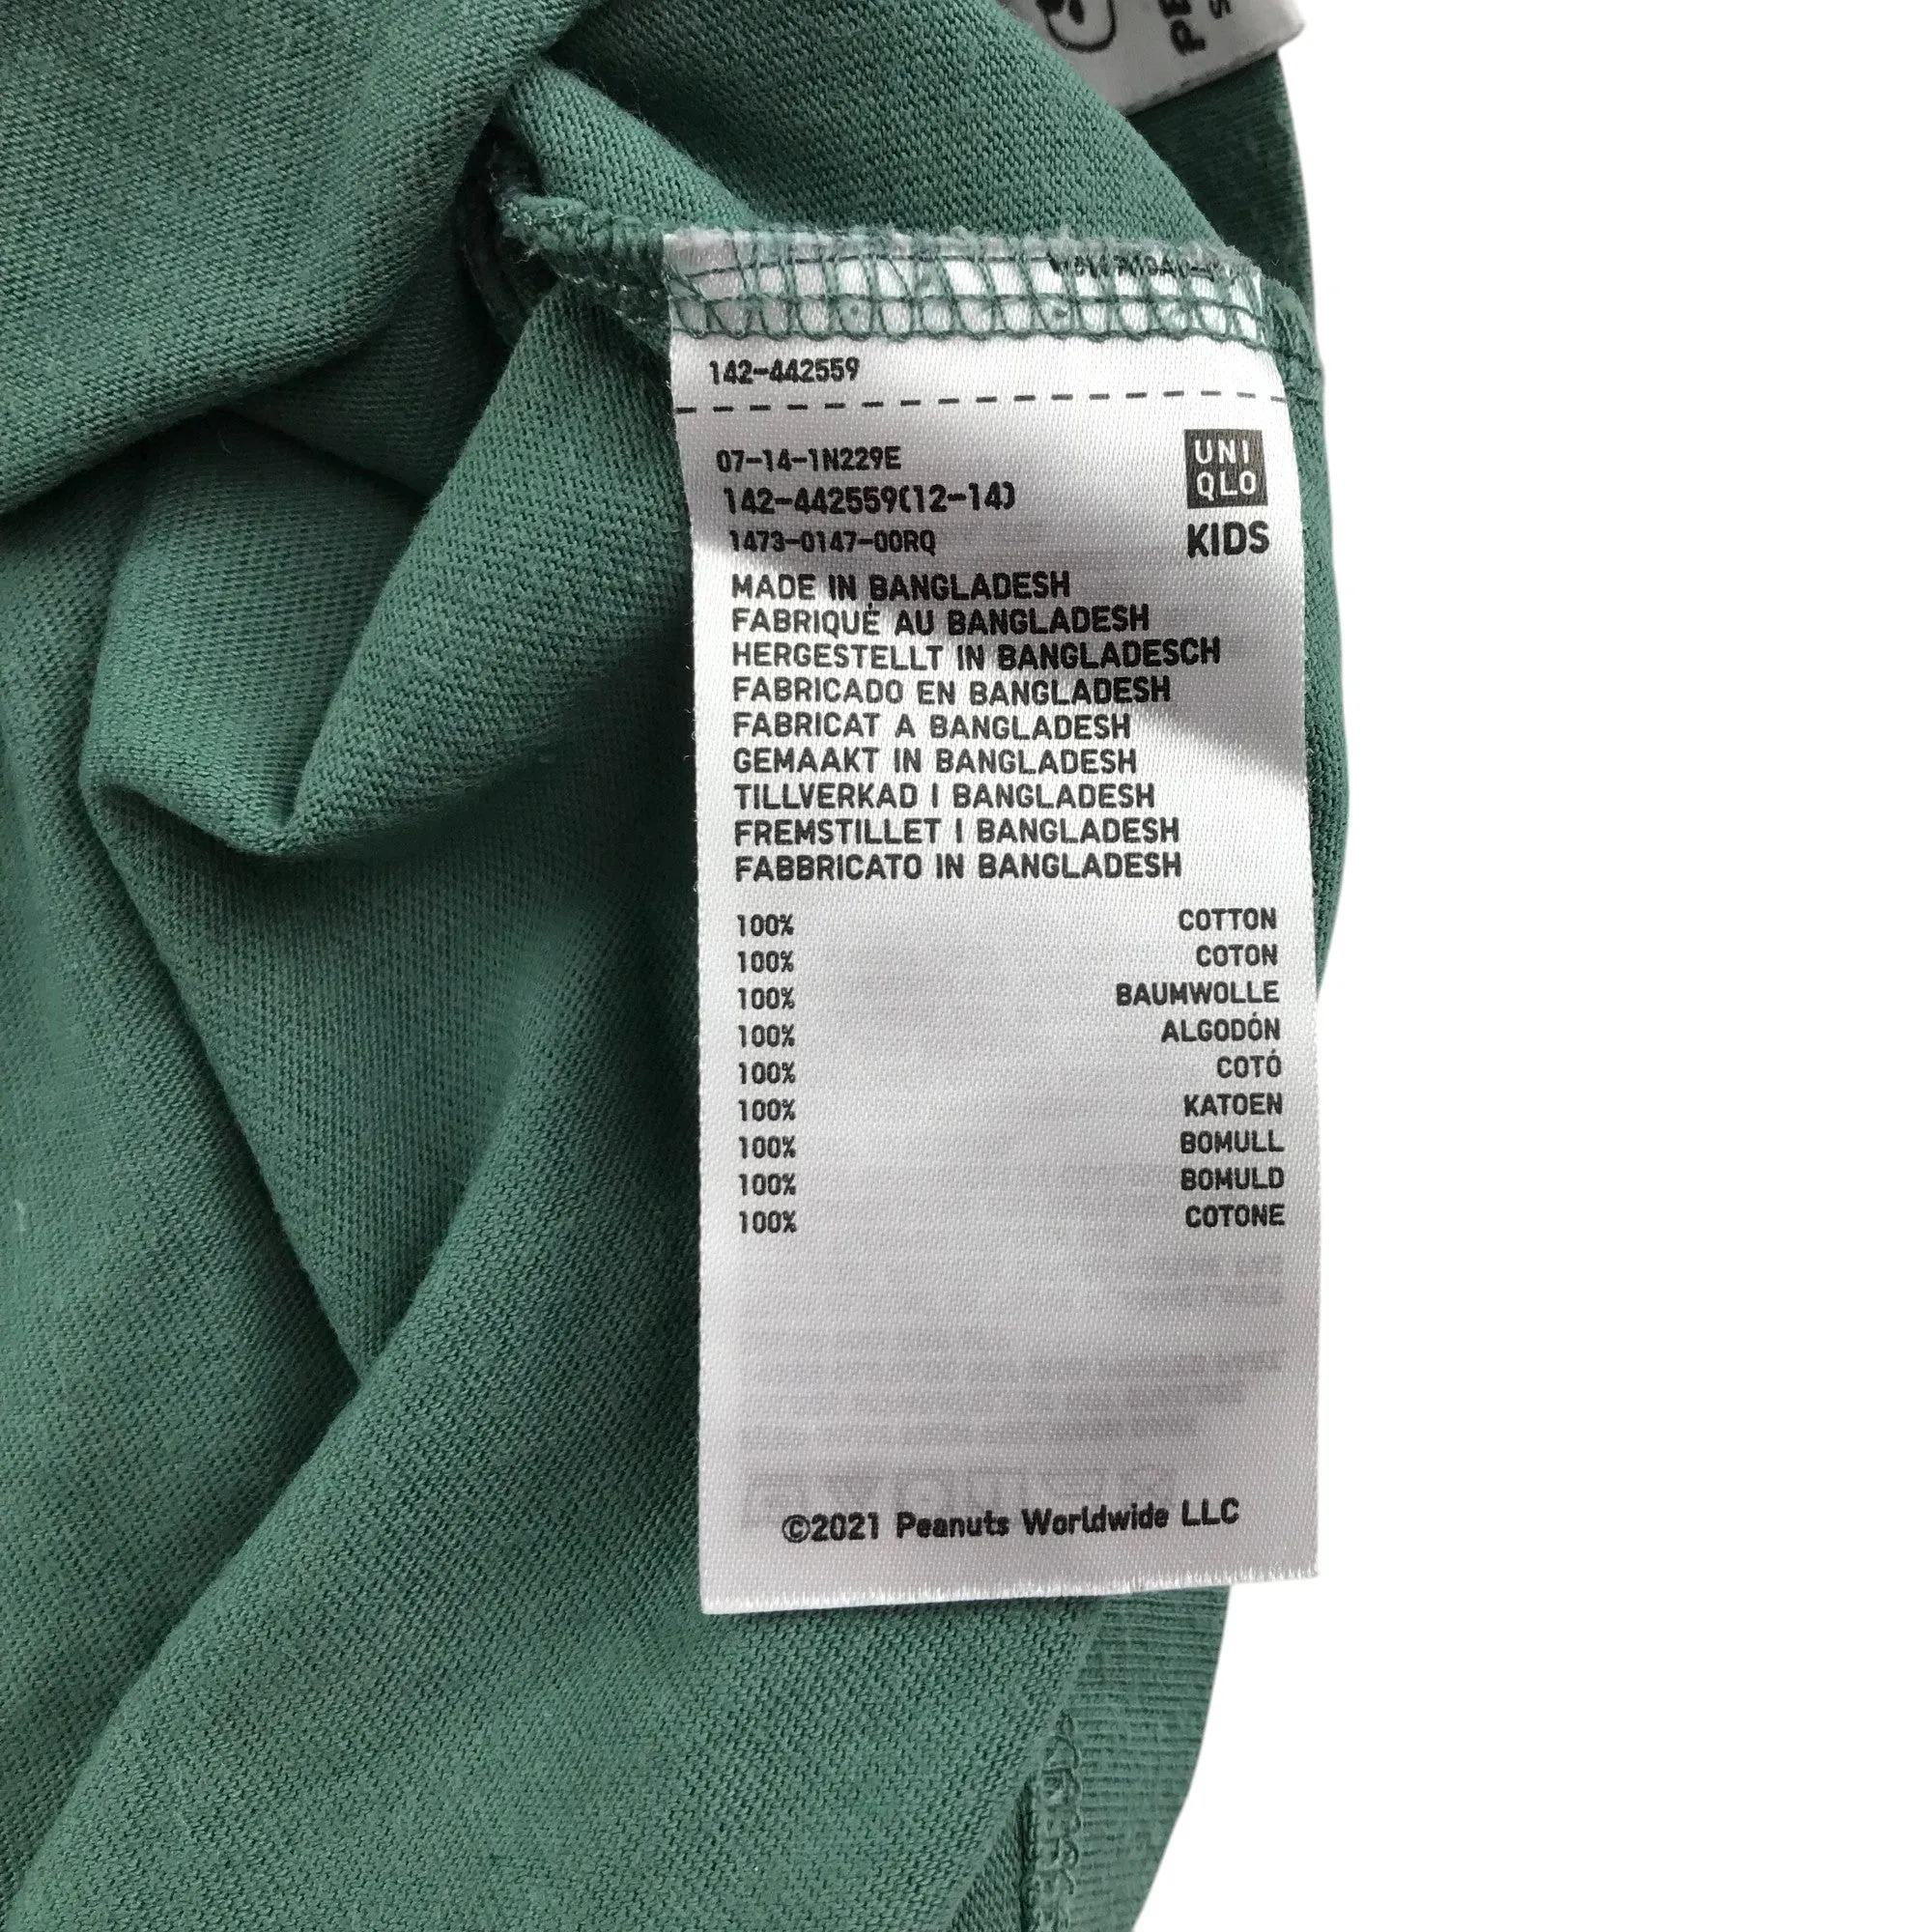 142-442559
07-14-1N229E
142-442559(12-14)
1473-0147-00RQ
UNI
QLO
KIDS
MADE IN BANGLADESH
FABRIQUÉ AU BANGLADESH
HERGESTELLT IN BANGLADESCH
FABRICADO EN BANGLADESH
FABRICAT A BANGLADESH
GEMAAKT IN BANGLADESH
TILLVERKAD I BANGLADESH
FREMSTILLET I BANGLADESH
FABBRICATO IN BANGLADESH
100% COTTON
100% COTON
100% BAUMWOLLE
100% ALGODÓN
100% COTÓ
100% KATOEN
100% BOMULL
100% BOMULD
100% COTONE
©2021 Peanuts Worldwide LLC